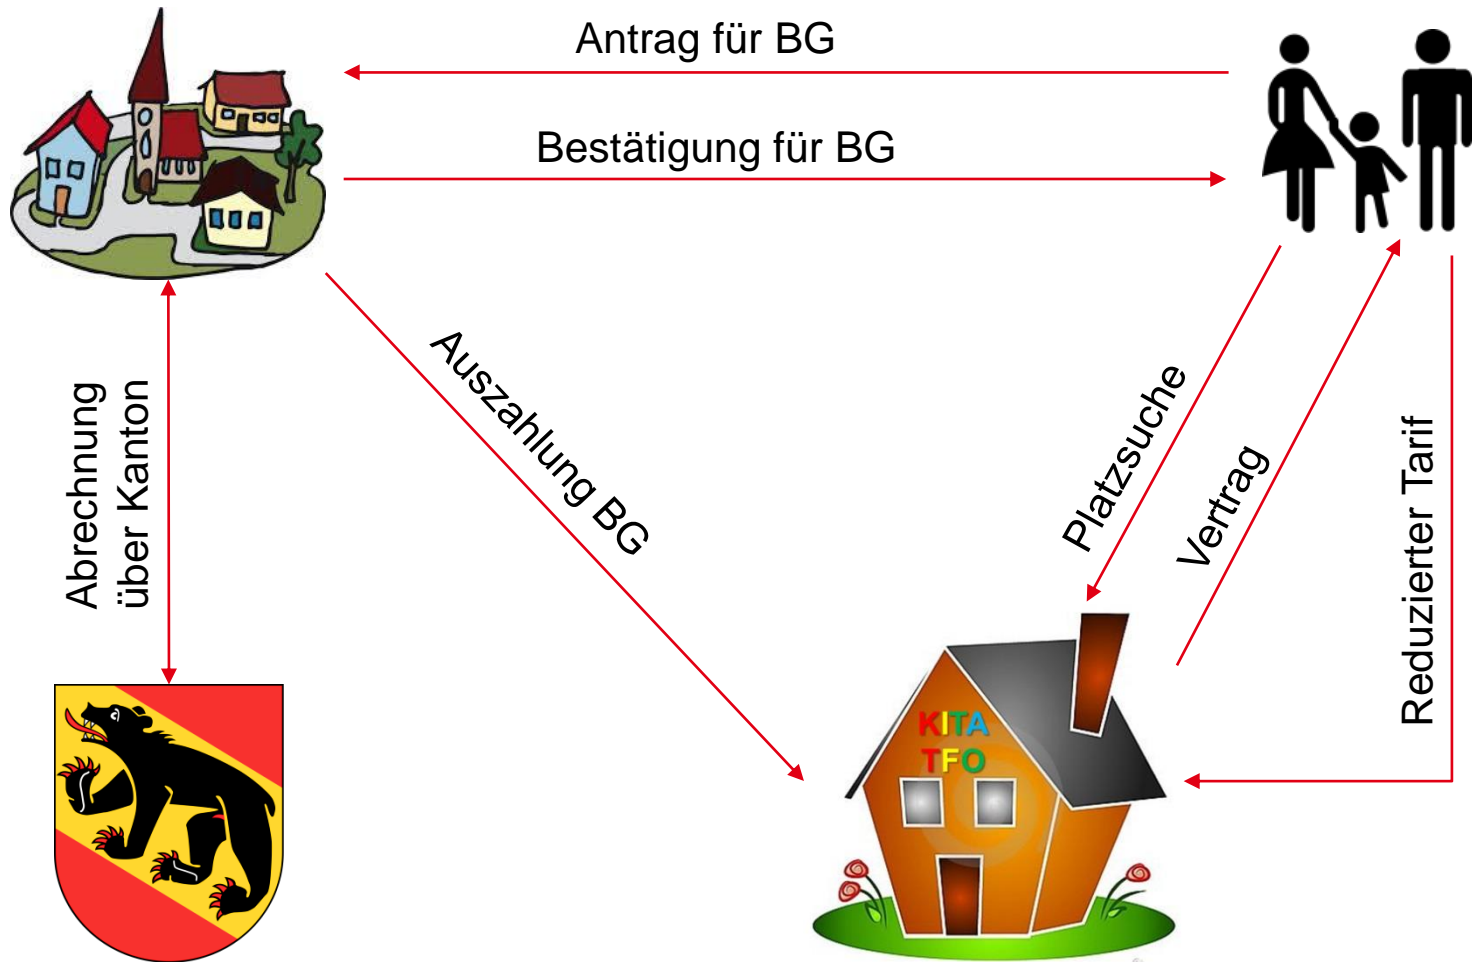 Antrag für BG
Bestätigung für BG
Abrechnung
über Kanton
Auszahlung BG
Platzsuche
Vertrag
Reduzierter Tarif
KITA
TFO